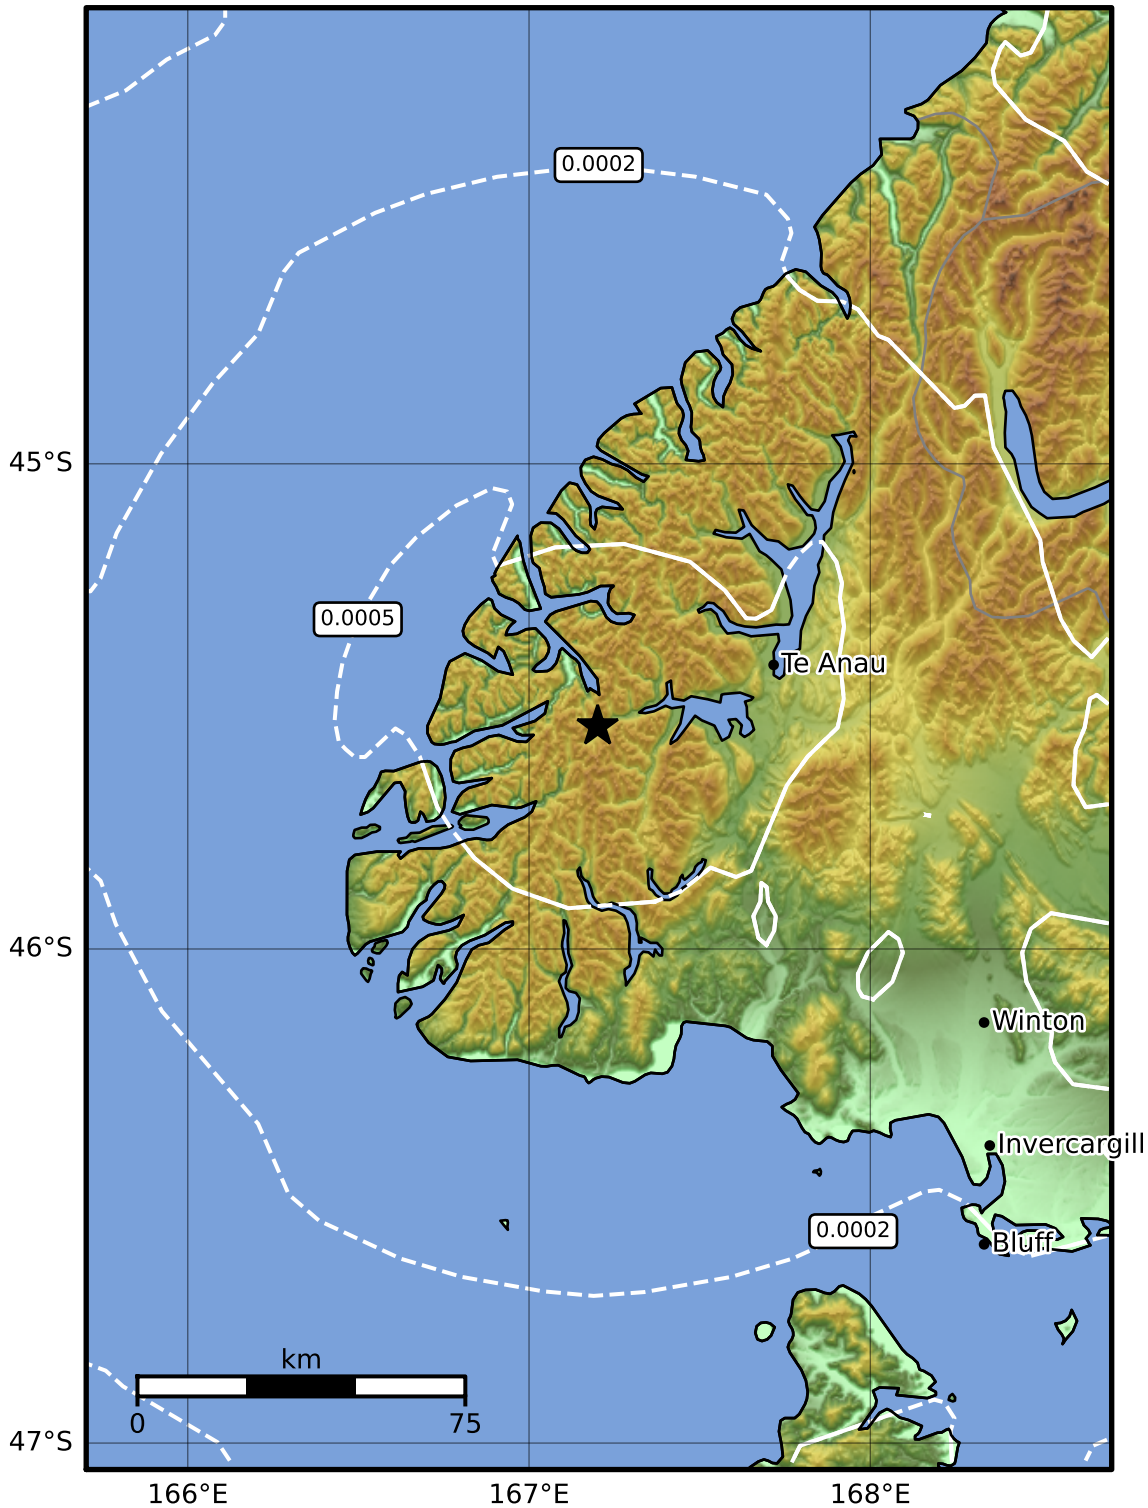 0.0002
45°S
0.0005
Te Anau
46°S
Winton
Invercargill
0.0002
Bluff
km
0
75
47°S
166°E
167°E
168°E